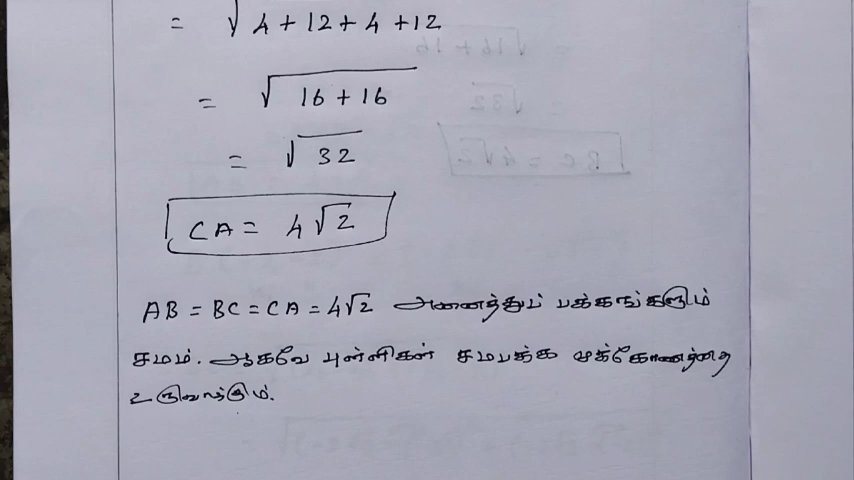 = √4 + 12 + 4 + 12
= √16 + 16
= √32
CA = 4√2
AB = BC = CA = 4√2 அனைத்துப் பக்கங்களும்
சமம். ஆகவே புள்ளிகள் சமபக்க முக்கோணத்தை
உருவாக்கும்.